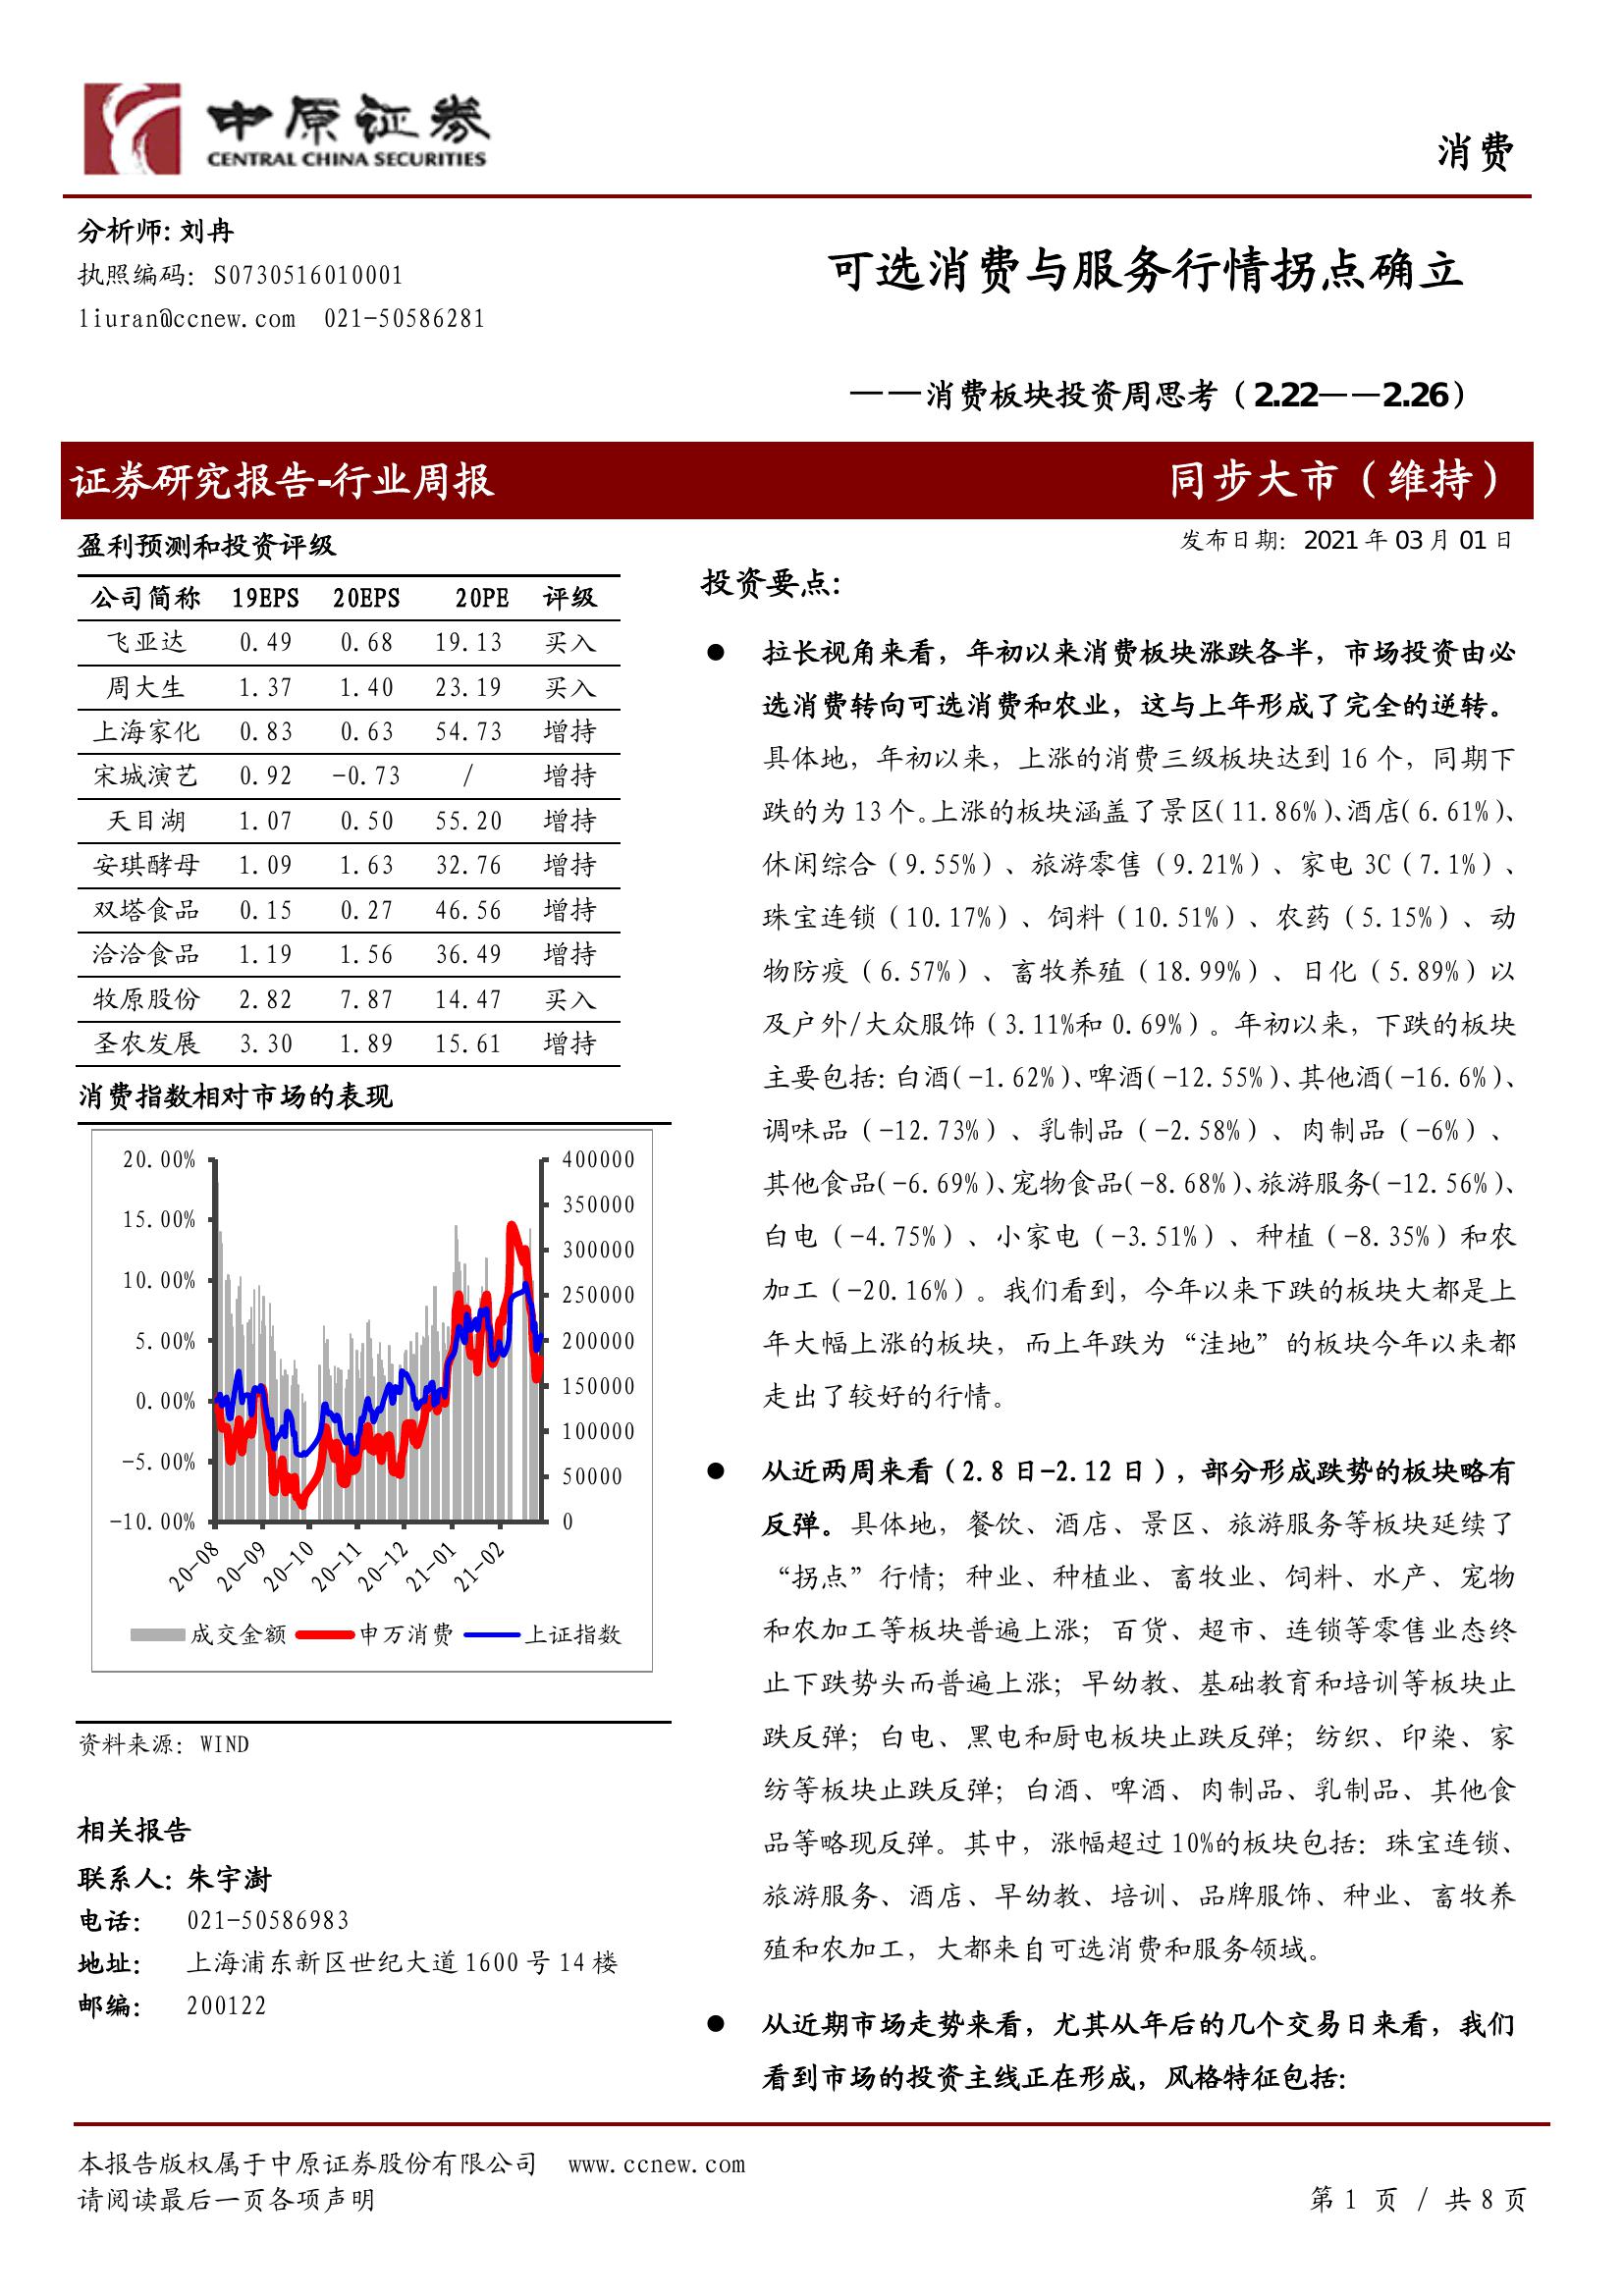 中原证券
CENTRAL CHINA SECURITIES
消费
分析师：刘冉
执照编码：S0730516010001
liuran@ccnew.com 021-50586281
可选消费与服务行情拐点确立
——消费板块投资周思考（2.22——2.26）
证券研究报告-行业周报
同步大市（维持）
盈利预测和投资评级
发布日期：2021 年 03 月 01 日
公司简称 19EPS 20EPS 20PE 评级
飞亚达 0.49 0.68 19.13 买入
周大生 1.37 1.40 23.19 买入
上海家化 0.83 0.63 54.73 增持
宋城演艺 0.92 -0.73 / 增持
天目湖 1.07 0.50 55.20 增持
安琪酵母 1.09 1.63 32.76 增持
双塔食品 0.15 0.27 46.56 增持
洽洽食品 1.19 1.56 36.49 增持
牧原股份 2.82 7.87 14.47 买入
圣农发展 3.30 1.89 15.61 增持
消费指数相对市场的表现
20.00% 400000
350000
15.00%
300000
10.00%
250000
5.00% 200000
0.00% 150000
100000
-5.00%
50000
-10.00% 0
20-08 20-09 20-10 20-11 20-12 21-01 21-02
成交金额 申万消费 上证指数
资料来源：WIND
相关报告
联系人：朱宇澍
电话： 021-50586983
地址： 上海浦东新区世纪大道 1600 号 14 楼
邮编： 200122
投资要点：
● 拉长视角来看，年初以来消费板块涨跌各半，市场投资由必
选消费转向可选消费和农业，这与上年形成了完全的逆转。
具体地，年初以来，上涨的消费三级板块达到 16 个，同期下
跌的为 13 个。上涨的板块涵盖了景区（11.86%）、酒店（6.61%）、
休闲综合（9.55%）、旅游零售（9.21%）、家电 3C（7.1%）、
珠宝连锁（10.17%）、饲料（10.51%）、农药（5.15%）、动
物防疫（6.57%）、畜牧养殖（18.99%）、日化（5.89%）以
及户外/大众服饰（3.11%和 0.69%）。年初以来，下跌的板块
主要包括：白酒（-1.62%）、啤酒（-12.55%）、其他酒（-16.6%）、
调味品（-12.73%）、乳制品（-2.58%）、肉制品（-6%）、
其他食品（-6.69%）、宠物食品（-8.68%）、旅游服务（-12.56%）、
白电（-4.75%）、小家电（-3.51%）、种植（-8.35%）和农
加工（-20.16%）。我们看到，今年以来下跌的板块大都是上
年大幅上涨的板块，而上年跌为“洼地”的板块今年以来都
走出了较好的行情。
● 从近两周来看（2.8 日-2.12 日），部分形成跌势的板块略有
反弹。具体地，餐饮、酒店、景区、旅游服务等板块延续了
“拐点”行情；种业、种植业、畜牧业、饲料、水产、宠物
和农加工等板块普遍上涨；百货、超市、连锁等零售业态终
止下跌势头而普遍上涨；早幼教、基础教育和培训等板块止
跌反弹；白电、黑电和厨电板块止跌反弹；纺织、印染、家
纺等板块止跌反弹；白酒、啤酒、肉制品、乳制品、其他食
品等略现反弹。其中，涨幅超过 10%的板块包括：珠宝连锁、
旅游服务、酒店、早幼教、培训、品牌服饰、种业、畜牧养
殖和农加工，大都来自可选消费和服务领域。
● 从近期市场走势来看，尤其从年后的几个交易日来看，我们
看到市场的投资主线正在形成，风格特征包括：
本报告版权属于中原证券股份有限公司 www.ccnew.com
请阅读最后一页各项声明
第 1 页 / 共 8 页